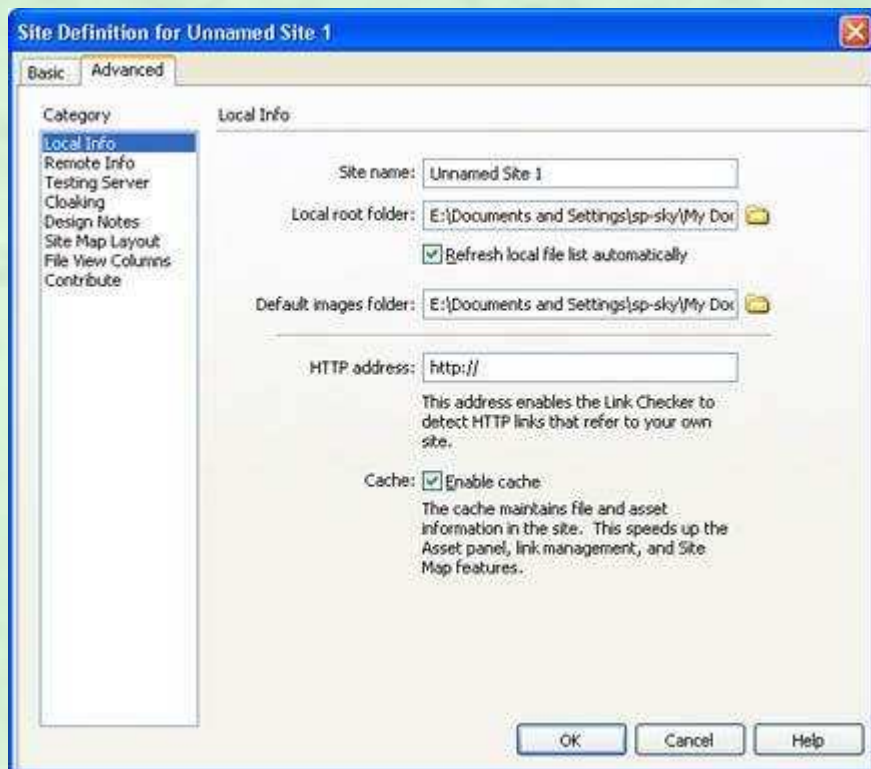 Site Definition for Unnamed Site 1
Basic
Advanced
Category
Local Info
Remote Info
Testing Server
Cloaking
Design Notes
Site Map Layout
File View Columns
Contribute
Local Info
Site name: Unnamed Site 1
Local root folder: E:\Documents and Settings\sp-sky\My Doc
Refresh local file list automatically
Default images folder: E:\Documents and Settings\sp-sky\My Doc
HTTP address: http://
This address enables the Link Checker to
detect HTTP links that refer to your own
site.
Cache: Enable cache
The cache maintains file and asset
information in the site. This speeds up the
Asset panel, link management, and Site
Map features.
OK
Cancel
Help